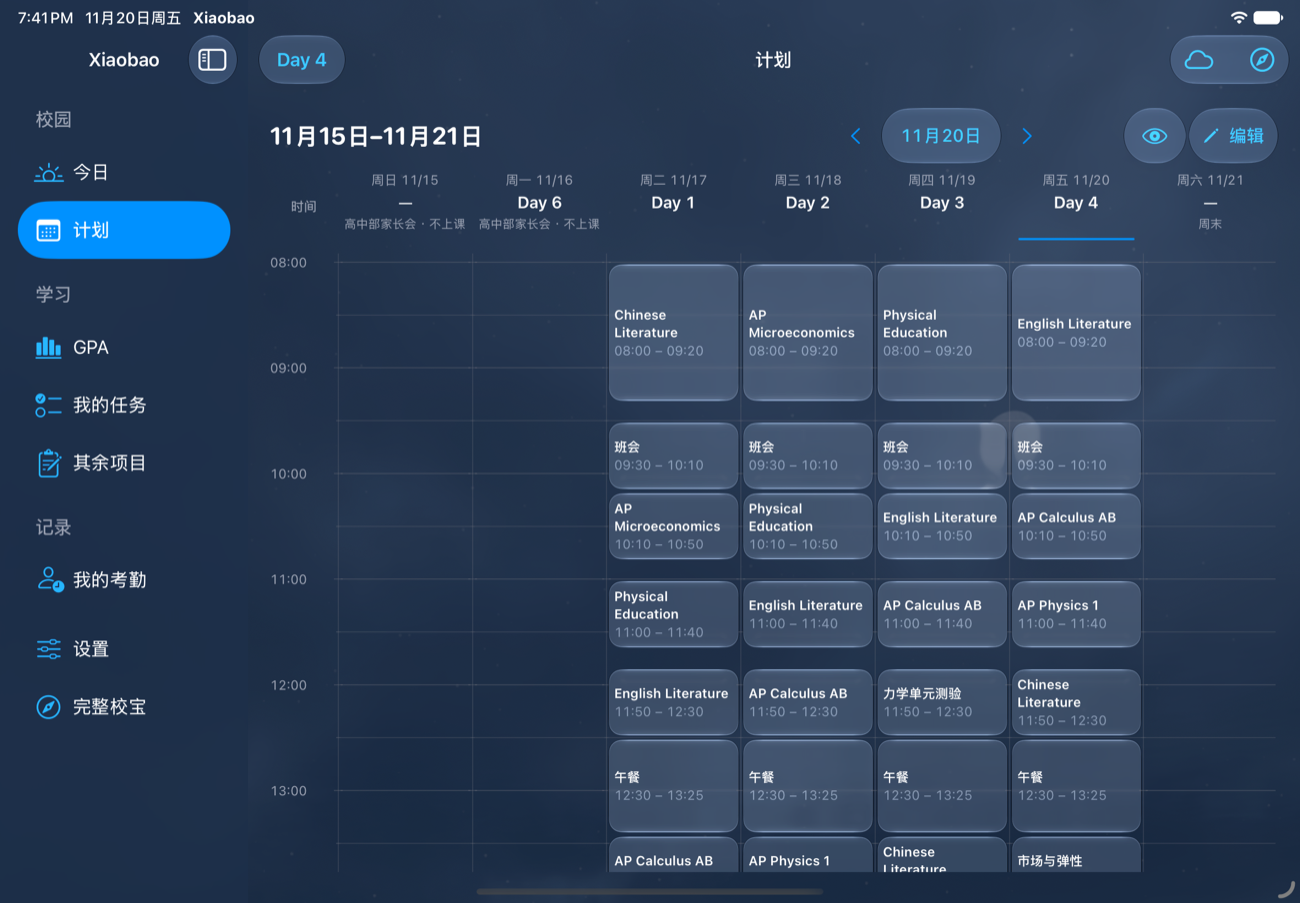 7:41PM 11月20日周五 Xiaobao
Xiaobao
Day 4
计划
校园
今日
计划
学习
GPA
我的任务
其余项目
记录
我的考勤
设置
完整校宝
11月15日–11月21日
11月20日
编辑
时间
周日 11/15
—
高中部家长会 · 不上课
周一 11/16
Day 6
高中部家长会 · 不上课
周二 11/17
Day 1
周三 11/18
Day 2
周四 11/19
Day 3
周五 11/20
Day 4
周六 11/21
—
周末
08:00
09:00
10:00
11:00
12:00
13:00
Chinese
Literature
08:00 – 09:20
班会
09:30 – 10:10
AP
Microeconomics
10:10 – 10:50
Physical
Education
11:00 – 11:40
English Literature
11:50 – 12:30
午餐
12:30 – 13:25
AP Calculus AB
AP
Microeconomics
08:00 – 09:20
班会
09:30 – 10:10
Physical
Education
10:10 – 10:50
English Literature
11:00 – 11:40
AP Calculus AB
11:50 – 12:30
午餐
12:30 – 13:25
AP Physics 1
Physical
Education
08:00 – 09:20
班会
09:30 – 10:10
English Literature
10:10 – 10:50
AP Calculus AB
11:00 – 11:40
力学单元测验
11:50 – 12:30
午餐
12:30 – 13:25
Chinese
Literature
English Literature
08:00 – 09:20
班会
09:30 – 10:10
AP Calculus AB
10:10 – 10:50
AP Physics 1
11:00 – 11:40
Chinese
Literature
11:50 – 12:30
午餐
12:30 – 13:25
市场与弹性